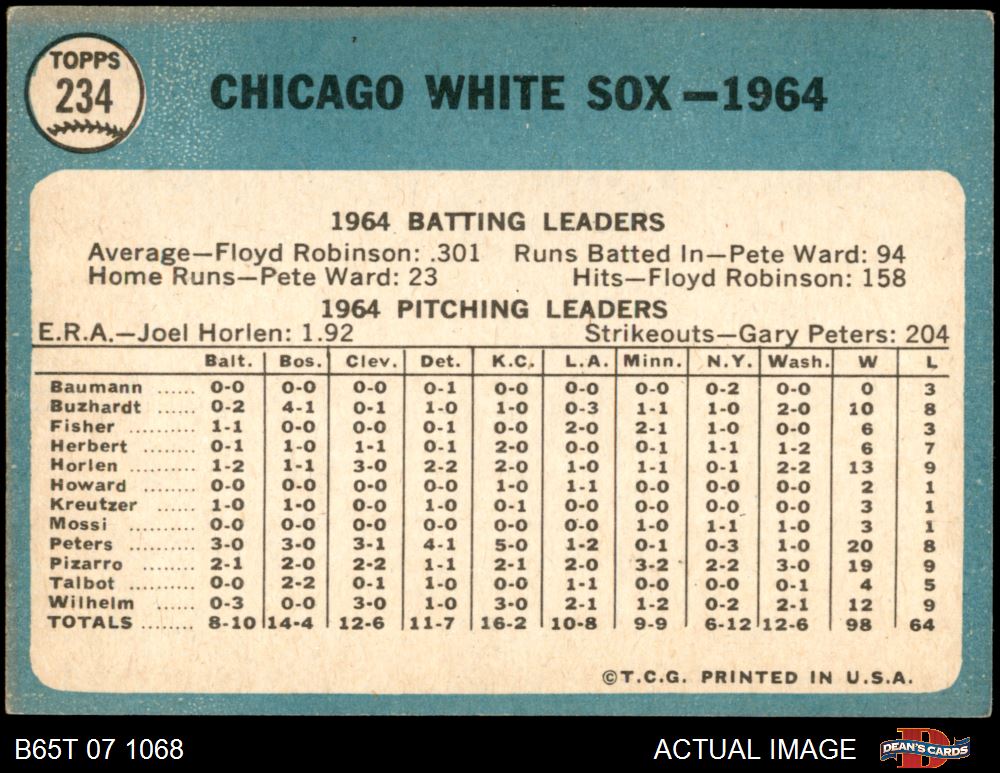 TOPPS
234
CHICAGO WHITE SOX—1964
1964 BATTING LEADERS
Average—Floyd Robinson: .301 Runs Batted In—Pete Ward: 94
Home Runs—Pete Ward: 23 Hits—Floyd Robinson: 158
1964 PITCHING LEADERS
E.R.A.—Joel Horlen: 1.92 Strikeouts—Gary Peters: 204
Balt. Bos. Clev. Det. K.C. L.A. Minn. N.Y. Wash. W L
Baumann ...... 0-0 0-0 0-0 0-1 0-0 0-0 0-0 0-2 0-0 0 3
Buzhardt ...... 0-2 4-1 0-1 1-0 1-0 0-3 1-1 1-0 2-0 10 8
Fisher .......... 1-1 0-0 0-0 0-1 0-0 2-0 2-1 1-0 0-0 6 3
Herbert ........ 0-1 1-0 1-1 0-1 2-0 0-0 0-1 1-1 1-2 6 7
Horlen .......... 1-2 1-1 3-0 2-2 2-0 1-0 1-1 0-1 2-2 13 9
Howard ........ 0-0 0-0 0-0 0-0 1-0 1-1 0-0 0-0 0-0 2 1
Kreutzer ...... 1-0 1-0 0-0 1-0 0-1 0-0 0-0 0-0 0-0 3 1
Mossi .......... 0-0 0-0 0-0 0-0 0-0 0-0 1-0 1-1 1-0 3 1
Peters .......... 3-0 3-0 3-1 4-1 5-0 1-2 0-1 0-3 1-0 20 8
Pizarro ........ 2-1 2-0 2-2 1-1 2-1 2-0 3-2 2-2 3-0 19 9
Talbot .......... 0-0 2-2 0-1 1-0 0-0 1-1 0-0 0-0 0-1 4 5
Wilhelm ...... 0-3 0-0 3-0 1-0 3-0 2-1 1-2 0-2 2-1 12 9
TOTALS ........ 8-10 14-4 12-6 11-7 16-2 10-8 9-9 6-12 12-6 98 64
©T.C.G. PRINTED IN U.S.A.
B65T 07 1068 ACTUAL IMAGE DEAN'S CARDS